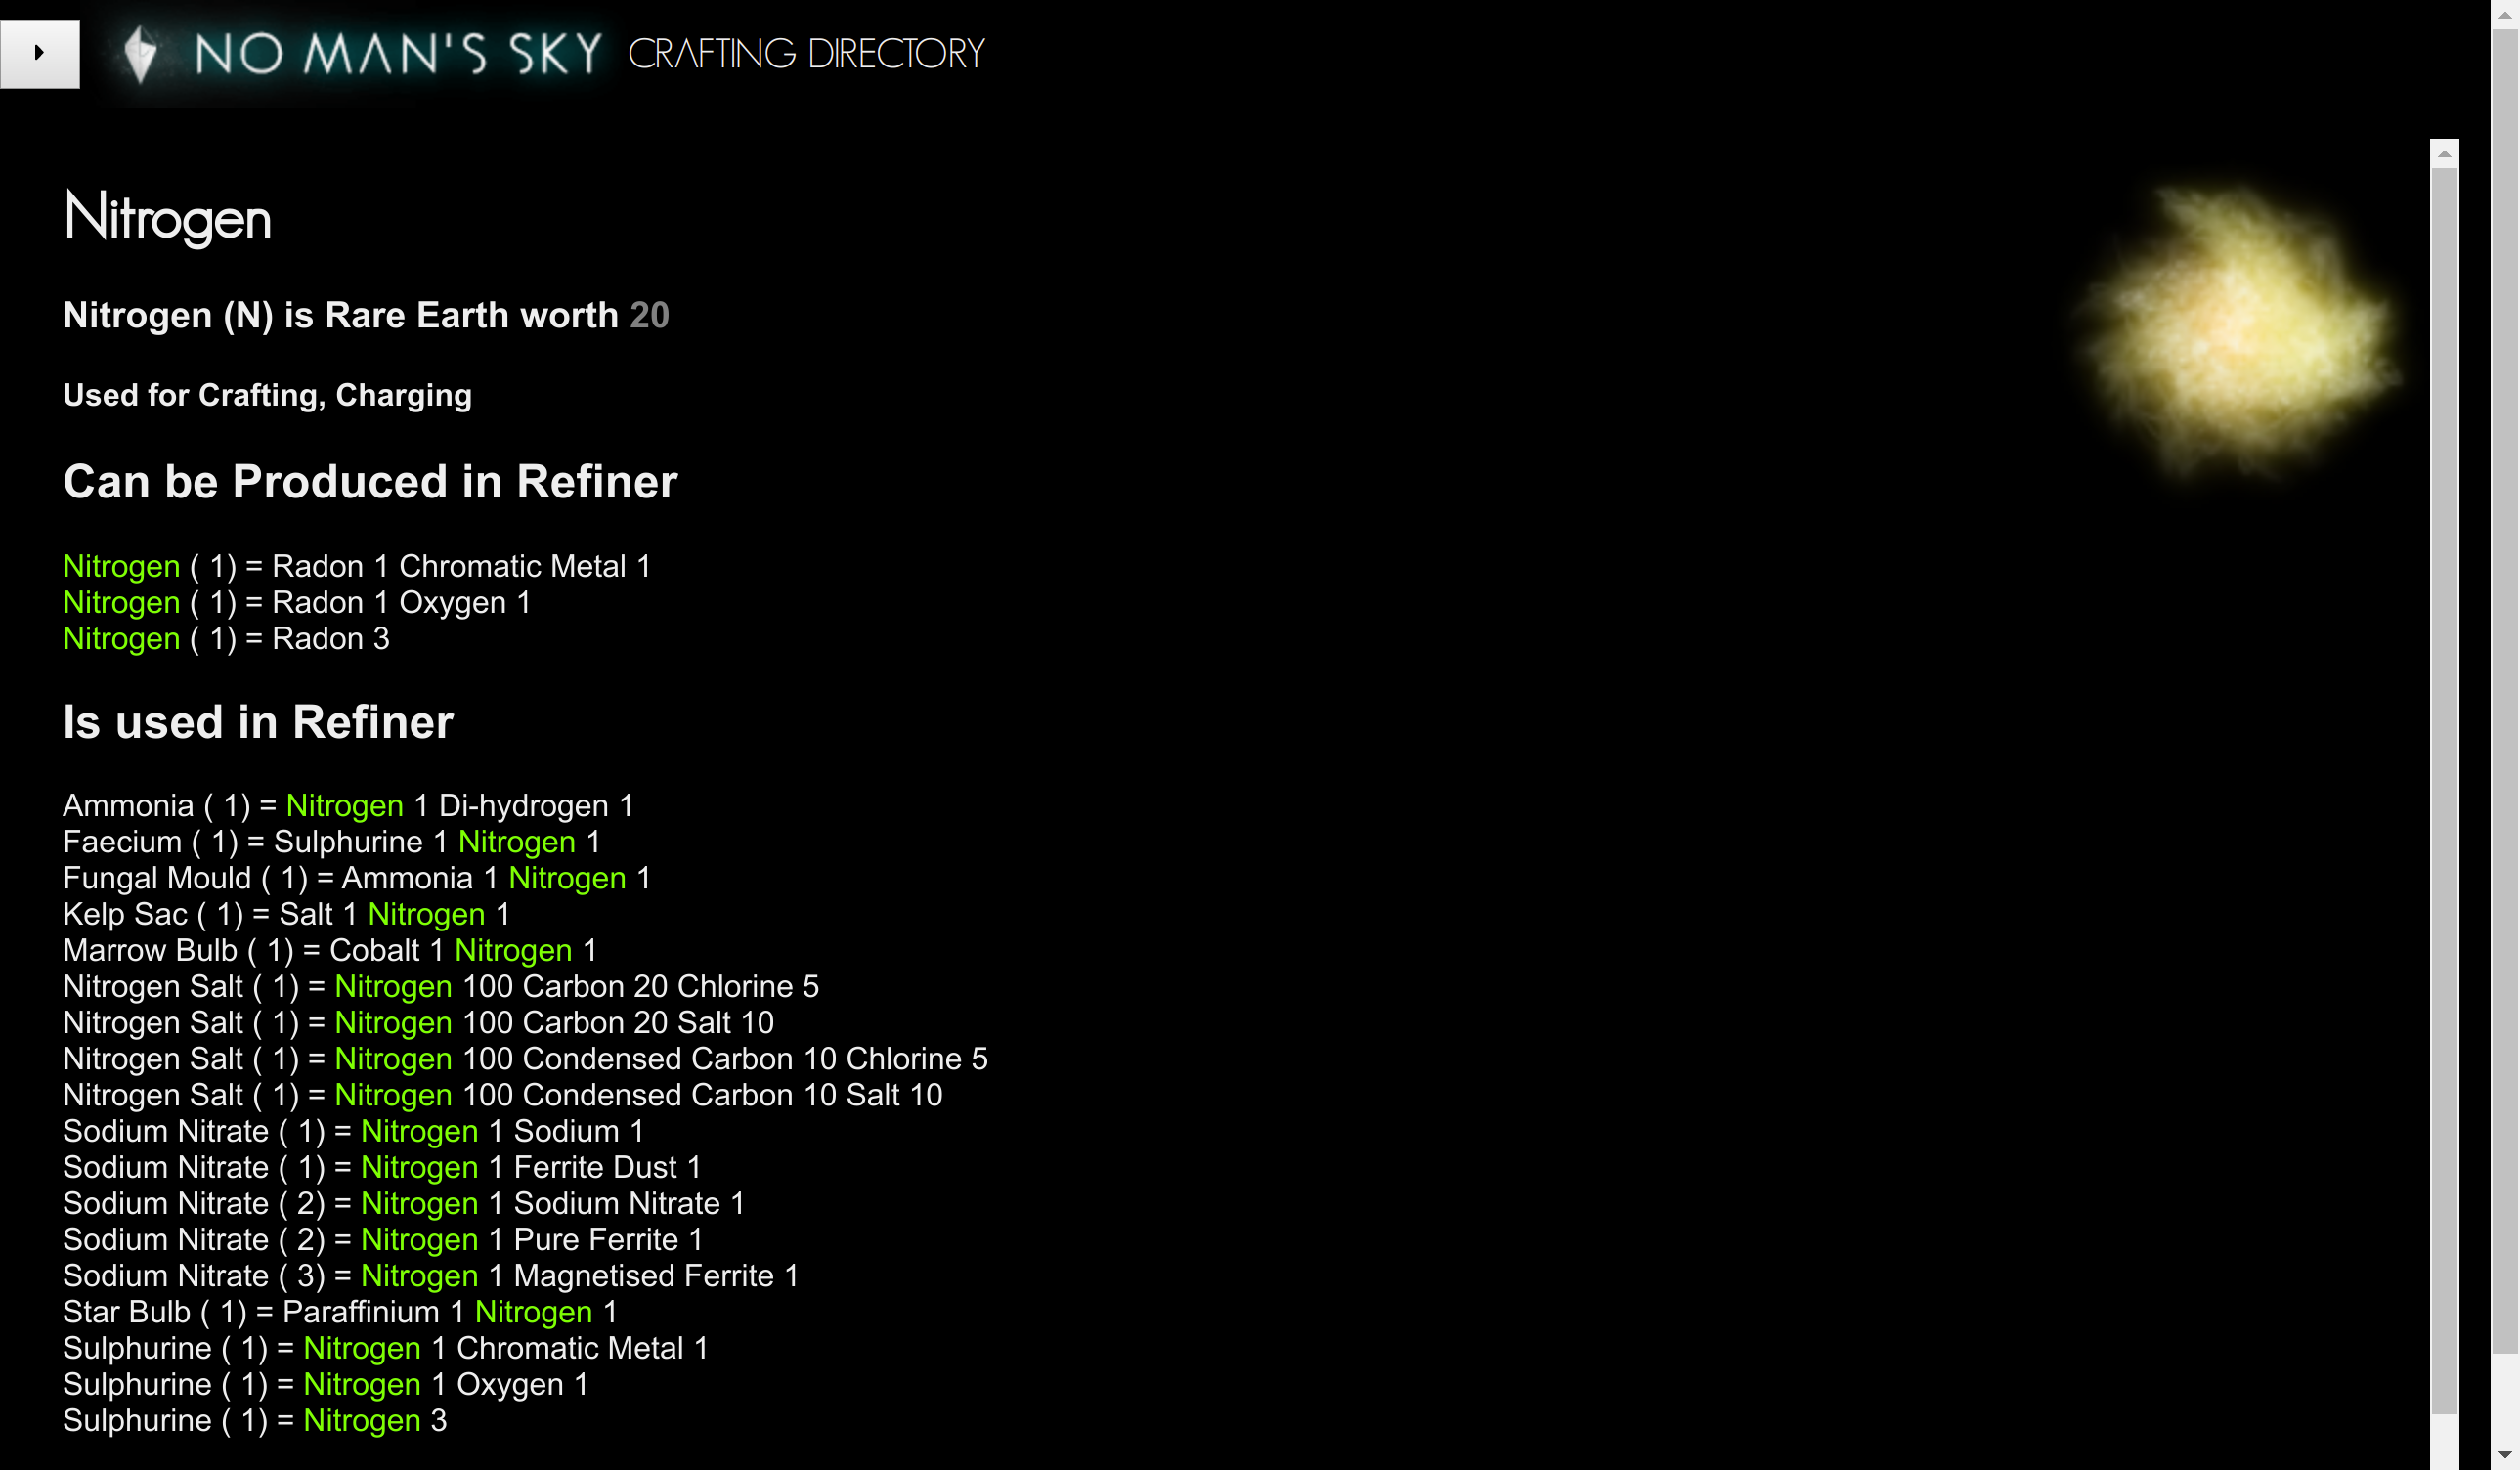 NO MAN'S SKY CRAFTING DIRECTORY
Nitrogen
Nitrogen (N) is Rare Earth worth 20
Used for Crafting, Charging
Can be Produced in Refiner
Nitrogen ( 1) = Radon 1 Chromatic Metal 1
Nitrogen ( 1) = Radon 1 Oxygen 1
Nitrogen ( 1) = Radon 3
Is used in Refiner
Ammonia ( 1) = Nitrogen 1 Di-hydrogen 1
Faecium ( 1) = Sulphurine 1 Nitrogen 1
Fungal Mould ( 1) = Ammonia 1 Nitrogen 1
Kelp Sac ( 1) = Salt 1 Nitrogen 1
Marrow Bulb ( 1) = Cobalt 1 Nitrogen 1
Nitrogen Salt ( 1) = Nitrogen 100 Carbon 20 Chlorine 5
Nitrogen Salt ( 1) = Nitrogen 100 Carbon 20 Salt 10
Nitrogen Salt ( 1) = Nitrogen 100 Condensed Carbon 10 Chlorine 5
Nitrogen Salt ( 1) = Nitrogen 100 Condensed Carbon 10 Salt 10
Sodium Nitrate ( 1) = Nitrogen 1 Sodium 1
Sodium Nitrate ( 1) = Nitrogen 1 Ferrite Dust 1
Sodium Nitrate ( 2) = Nitrogen 1 Sodium Nitrate 1
Sodium Nitrate ( 2) = Nitrogen 1 Pure Ferrite 1
Sodium Nitrate ( 3) = Nitrogen 1 Magnetised Ferrite 1
Star Bulb ( 1) = Paraffinium 1 Nitrogen 1
Sulphurine ( 1) = Nitrogen 1 Chromatic Metal 1
Sulphurine ( 1) = Nitrogen 1 Oxygen 1
Sulphurine ( 1) = Nitrogen 3